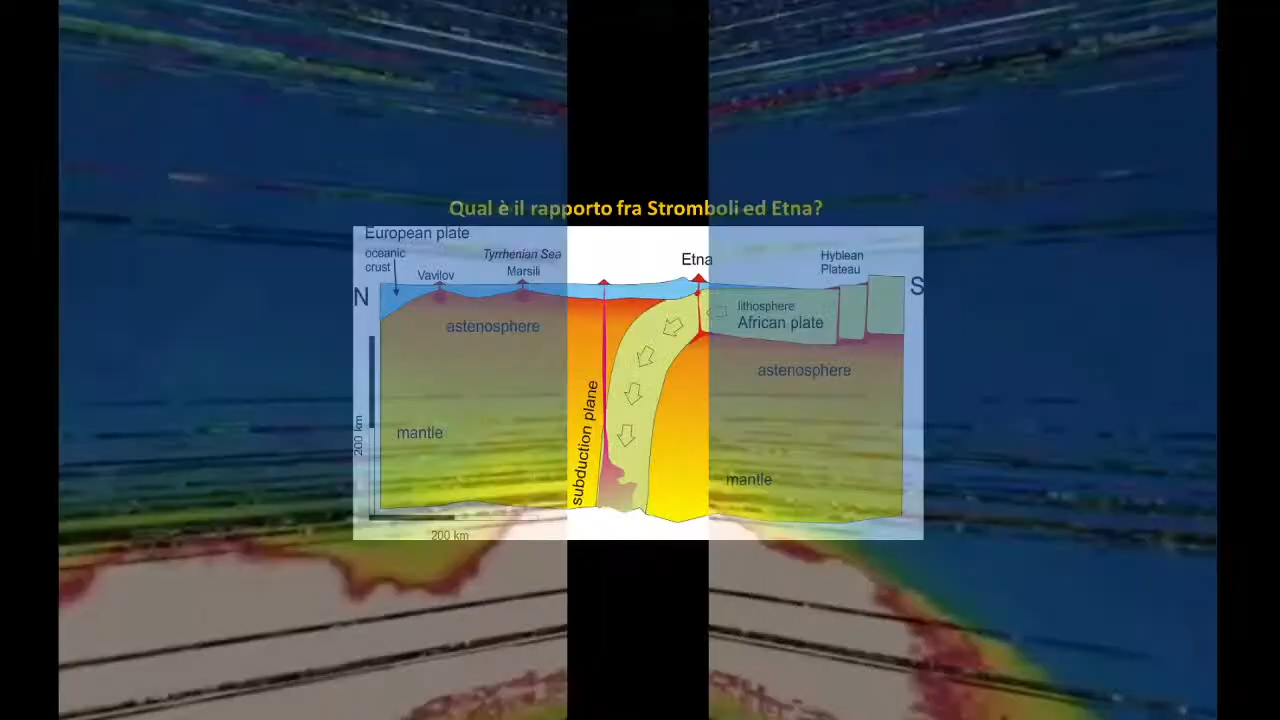 Qual è il rapporto fra Stromboli ed Etna?
European plate
oceanic
crust
Vavilov
Tyrrhenian Sea
Marsili
Etna
Hyblean
Plateau
N
S
astenosphere
lithosphere
African plate
astenosphere
mantle
subduction plane
mantle
200 km
200 km